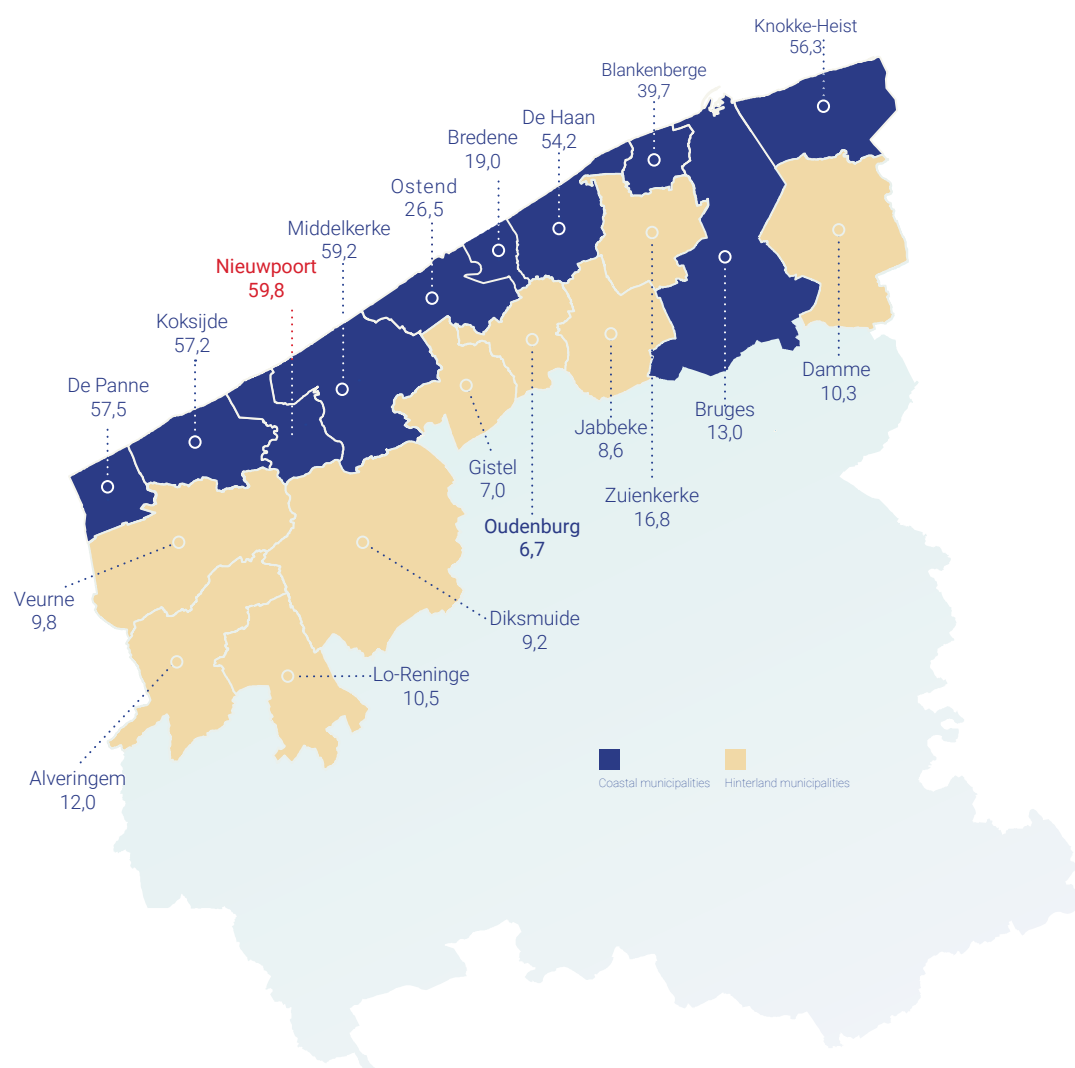 Knokke-Heist
56,3
Blankenberge
39,7
De Haan
54,2
Bredene
19,0
Ostend
26,5
Middelkerke
59,2
Nieuwpoort
59,8
Koksijde
57,2
De Panne
57,5
Damme
10,3
Bruges
13,0
Jabbeke
8,6
Gistel
7,0
Zuienkerke
16,8
Oudenburg
6,7
Veurne
9,8
Diksmuide
9,2
Lo-Reninge
10,5
Alveringem
12,0
Coastal municipalities
Hinterland municipalities